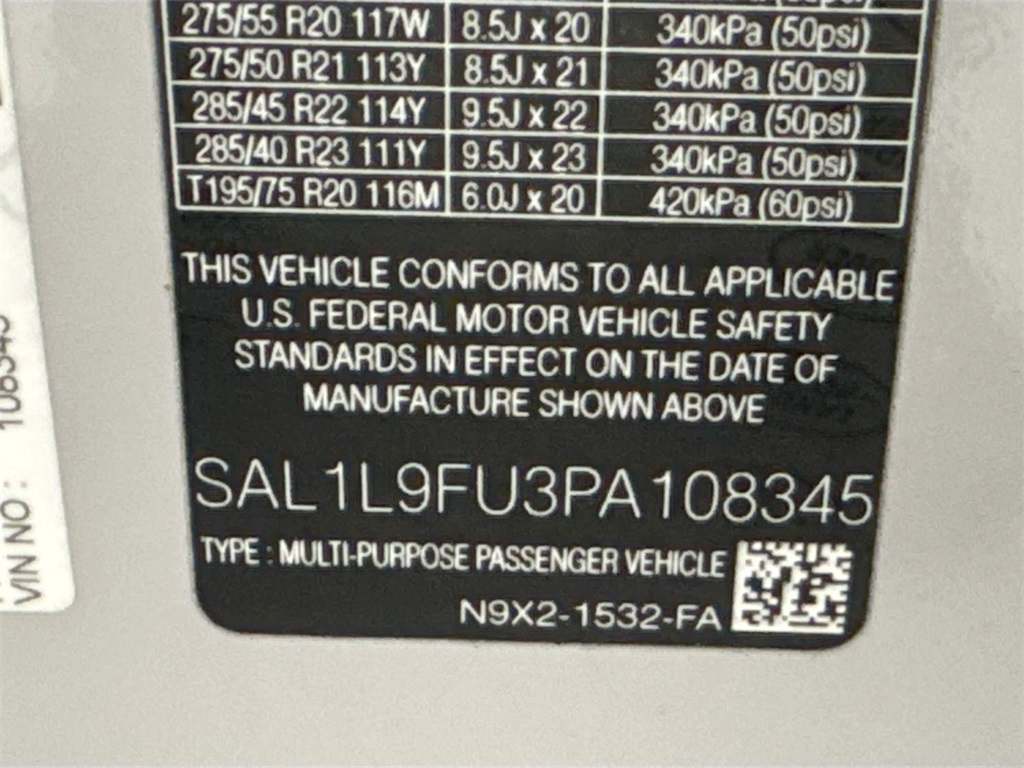 275/55 R20 117W 8.5J x 20 340kPa (50psi)
275/50 R21 113Y 8.5J x 21 340kPa (50psi)
285/45 R22 114Y 9.5J x 22 340kPa (50psi)
285/40 R23 111Y 9.5J x 23 340kPa (50psi)
T195/75 R20 116M 6.0J x 20 420kPa (60psi)
THIS VEHICLE CONFORMS TO ALL APPLICABLE
U.S. FEDERAL MOTOR VEHICLE SAFETY
STANDARDS IN EFFECT ON THE DATE OF
MANUFACTURE SHOWN ABOVE
SAL1L9FU3PA108345
TYPE : MULTI-PURPOSE PASSENGER VEHICLE
N9X2-1532-FA
VIN NO : 108345